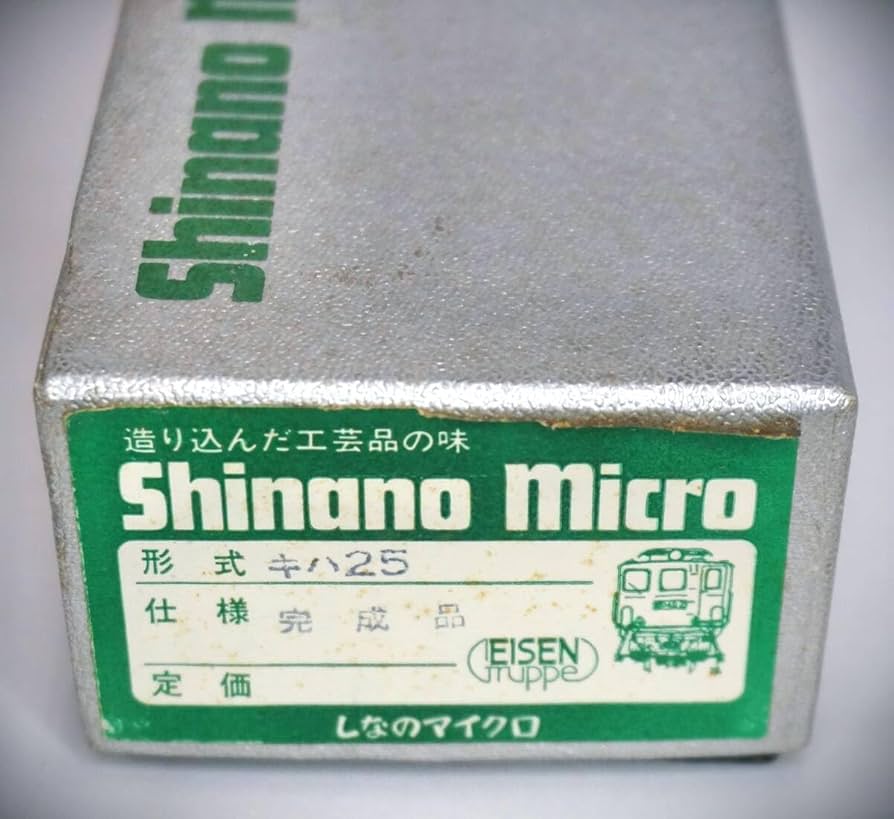 Shinano
造り込んだ工芸品の味
Shinano Micro
形 式 キハ25
仕 様 完 成 品
定 価
EISEN
Gruppe
しなのマイクロ